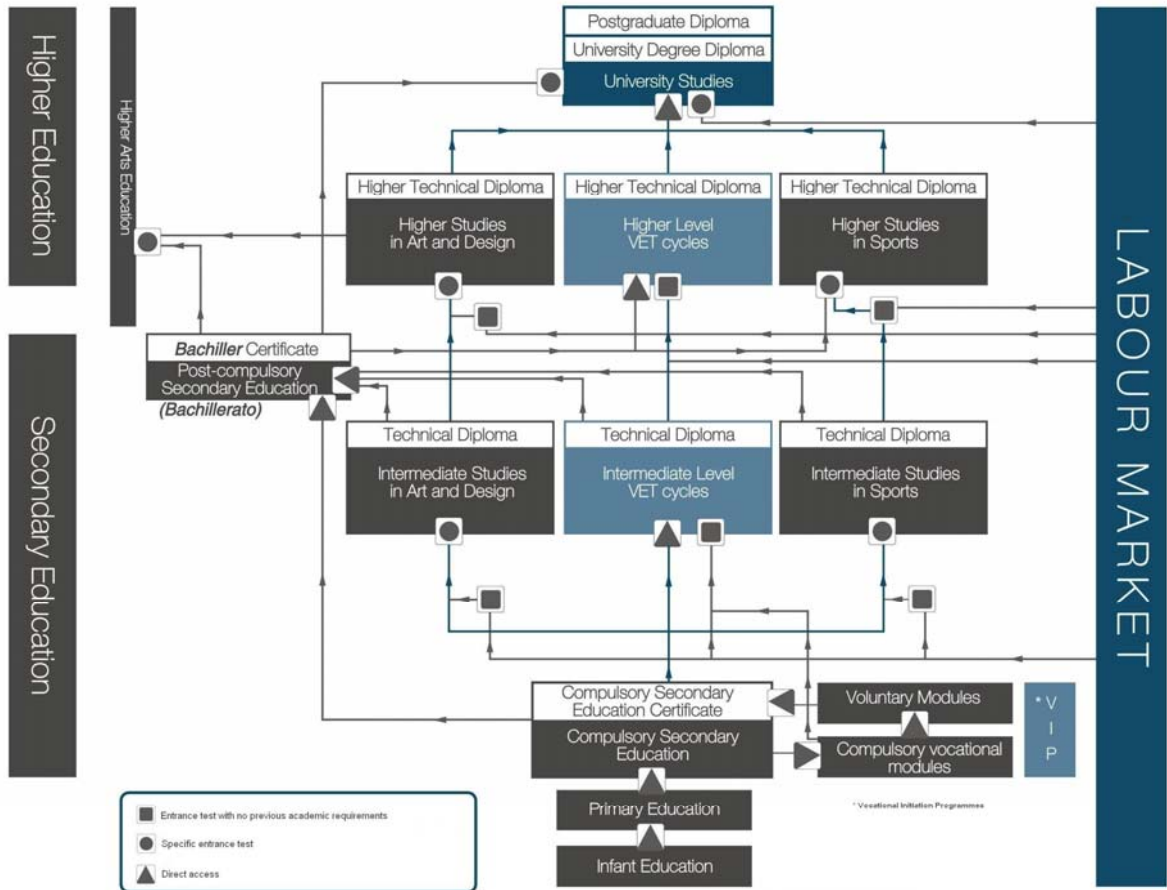 Higher Education
Higher Arts Education
Postgraduate Diploma
University Degree Diploma
University Studies
Higher Technical Diploma
Higher Studies
in Art and Design
Higher Technical Diploma
Higher Level
VET cycles
Higher Technical Diploma
Higher Studies
in Sports
LABOUR MARKET
Secondary Education
Bachiller Certificate
Post-compulsory
Secondary Education
(Bachillerato)
Technical Diploma
Intermediate Studies
in Art and Design
Technical Diploma
Intermediate Level
VET cycles
Technical Diploma
Intermediate Studies
in Sports
Compulsory Secondary
Education Certificate
Compulsory Secondary
Education
Voluntary Modules
Compulsory vocational
modules
* V
I
P
Primary Education
Infant Education
* Vocational Initiation Programmes
Entrance test with no previous academic requirements
Specific entrance test
Direct access